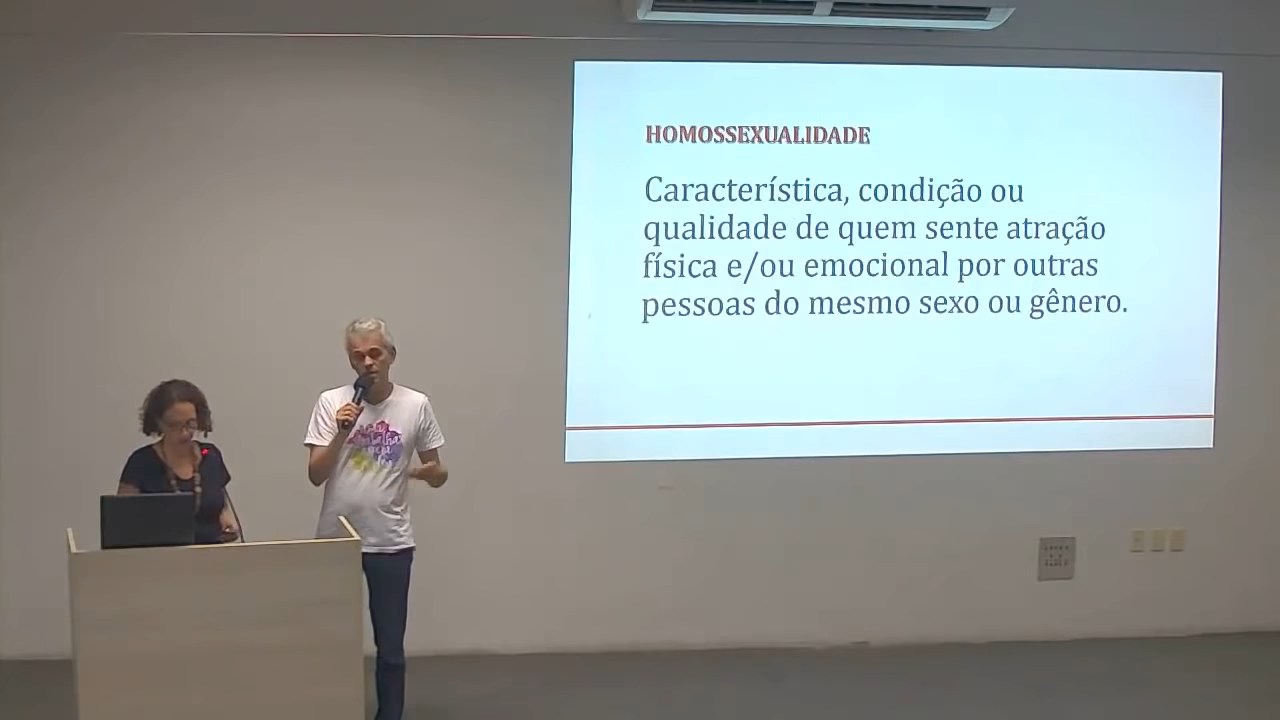 HOMOSSEXUALIDADE
Característica, condição ou
qualidade de quem sente atração
física e/ou emocional por outras
pessoas do mesmo sexo ou gênero.